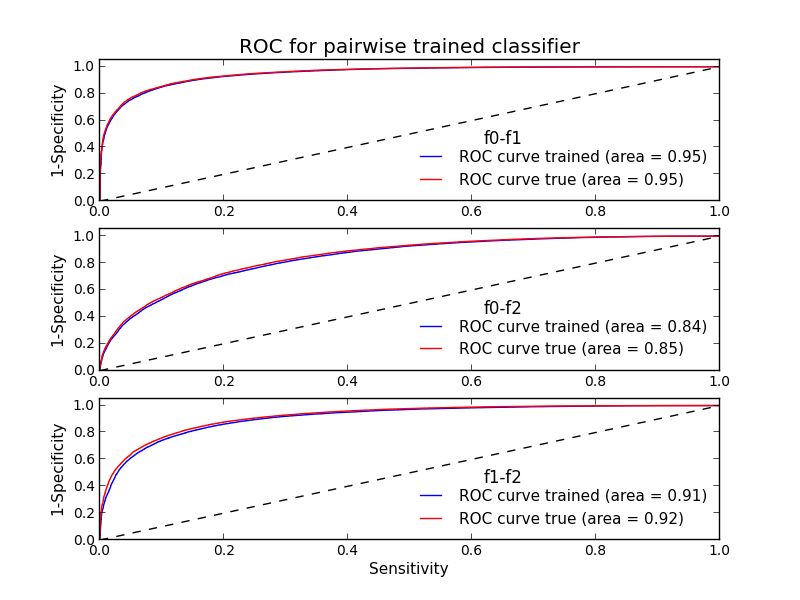 ROC for pairwise trained classifier
1.0
0.8
0.6
0.4
0.2
0.0
1-Specificity
f0-f1
ROC curve trained (area = 0.95)
ROC curve true (area = 0.95)
0.0 0.2 0.4 0.6 0.8 1.0
1.0
0.8
0.6
0.4
0.2
0.0
1-Specificity
f0-f2
ROC curve trained (area = 0.84)
ROC curve true (area = 0.85)
0.0 0.2 0.4 0.6 0.8 1.0
1.0
0.8
0.6
0.4
0.2
0.0
1-Specificity
f1-f2
ROC curve trained (area = 0.91)
ROC curve true (area = 0.92)
0.0 0.2 0.4 0.6 0.8 1.0
Sensitivity